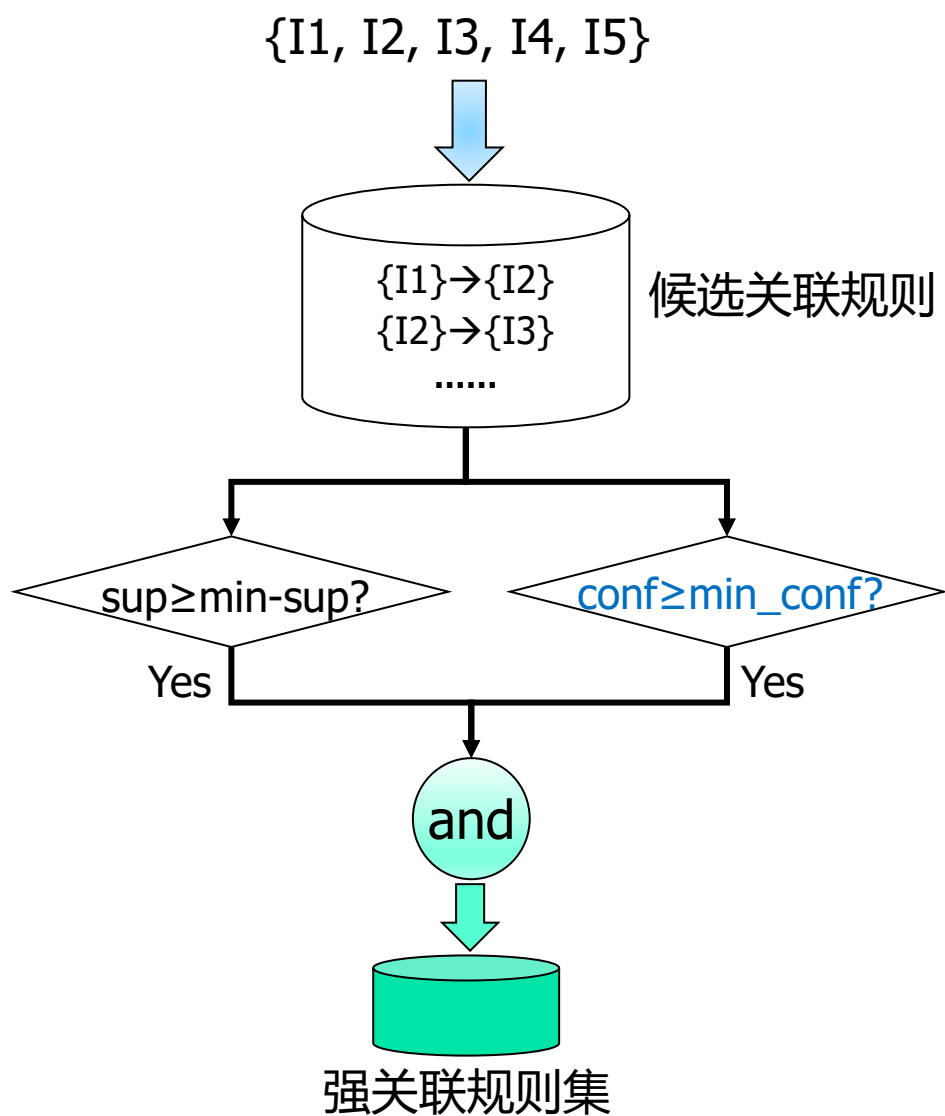 {I1, I2, I3, I4, I5}
{I1}→{I2}
{I2}→{I3}
......
候选关联规则
sup≥min-sup?
conf≥min_conf?
Yes
Yes
and
强关联规则集